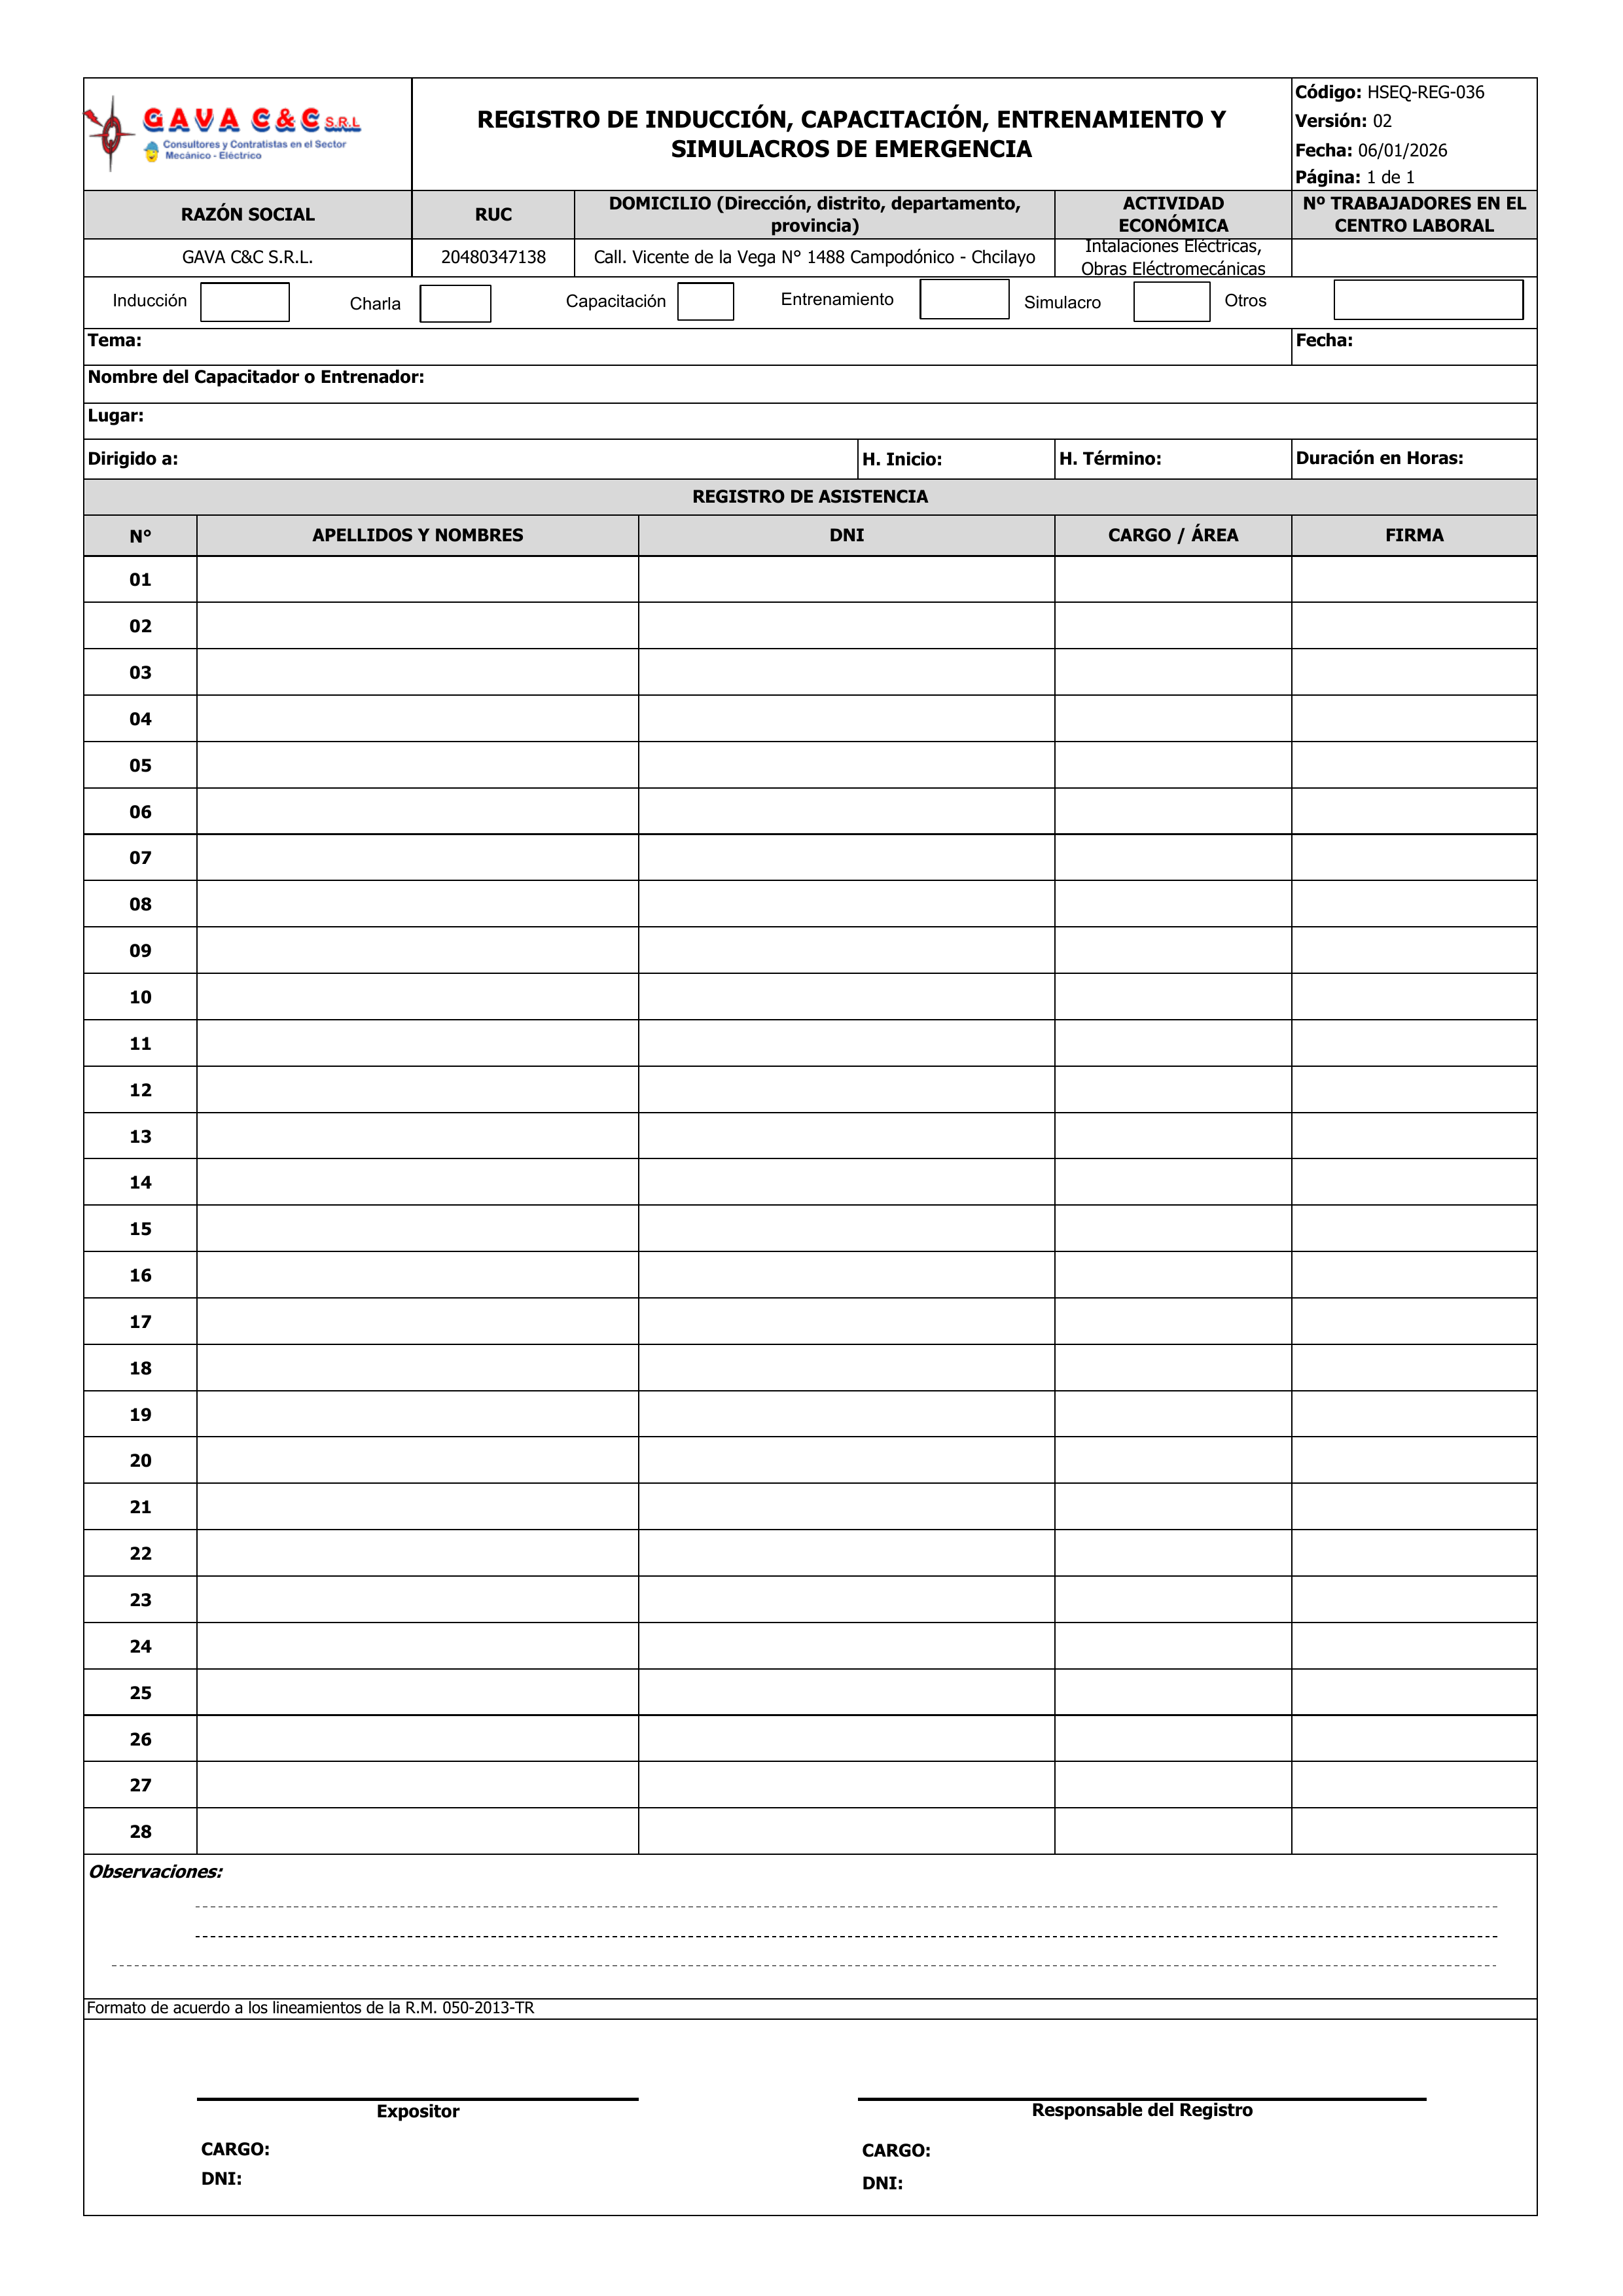 GAVA C&C S.R.L
Consultores y Contratistas en el Sector
Mecánico - Eléctrico
REGISTRO DE INDUCCIÓN, CAPACITACIÓN, ENTRENAMIENTO Y
SIMULACROS DE EMERGENCIA
Código: HSEQ-REG-036
Versión: 02
Fecha: 06/01/2026
Página: 1 de 1
RAZÓN SOCIAL
RUC
DOMICILIO (Dirección, distrito, departamento,
provincia)
ACTIVIDAD
ECONÓMICA
Nº TRABAJADORES EN EL
CENTRO LABORAL
GAVA C&C S.R.L.
20480347138
Call. Vicente de la Vega N° 1488 Campodónico - Chcilayo
Intalaciones Eléctricas,
Obras Eléctromecánicas
Inducción
Charla
Capacitación
Entrenamiento
Simulacro
Otros
Tema:
Fecha:
Nombre del Capacitador o Entrenador:
Lugar:
Dirigido a:
H. Inicio:
H. Término:
Duración en Horas:
REGISTRO DE ASISTENCIA
N°
APELLIDOS Y NOMBRES
DNI
CARGO / ÁREA
FIRMA
01
02
03
04
05
06
07
08
09
10
11
12
13
14
15
16
17
18
19
20
21
22
23
24
25
26
27
28
Observaciones:
Formato de acuerdo a los lineamientos de la R.M. 050-2013-TR
Expositor
CARGO:
DNI:
Responsable del Registro
CARGO:
DNI: